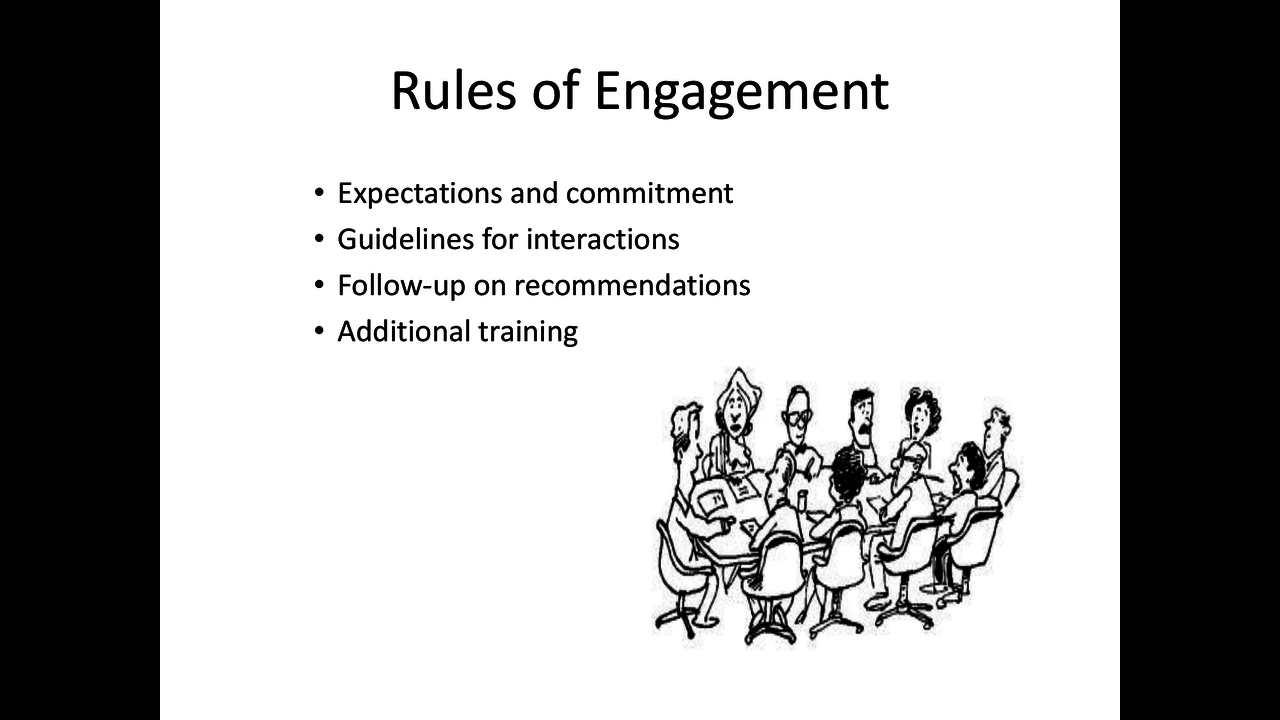 Rules of Engagement
• Expectations and commitment
• Guidelines for interactions
• Follow-up on recommendations
• Additional training